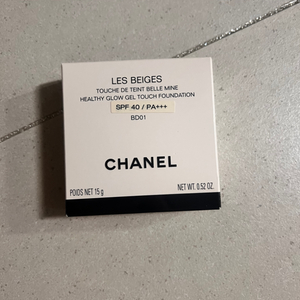 LES BEIGES
TOUCHE DE TEINT BELLE MINE
HEALTHY GLOW GEL TOUCH FOUNDATION
SPF 40 / PA+++
BD01
CHANEL
POIDS NET 15 g NET WT. 0.52 OZ.